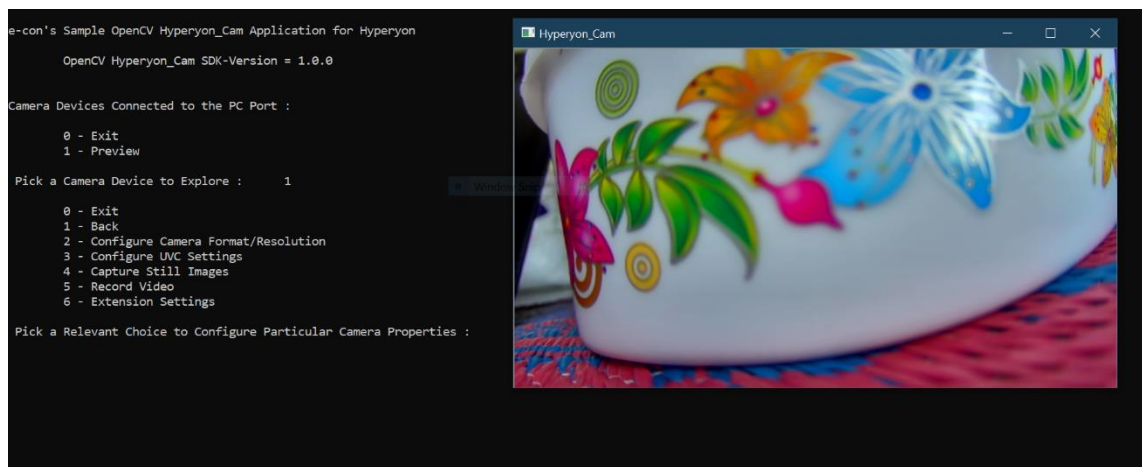 e-con's Sample OpenCV Hyperyon_Cam Application for Hyperyon
OpenCV Hyperyon_Cam SDK-Version = 1.0.0
Camera Devices Connected to the PC Port :
0 - Exit
1 - Preview
Pick a Camera Device to Explore : 1
0 - Exit
1 - Back
2 - Configure Camera Format/Resolution
3 - Configure UVC Settings
4 - Capture Still Images
5 - Record Video
6 - Extension Settings
Pick a Relevant Choice to Configure Particular Camera Properties :
Hyperyon_Cam